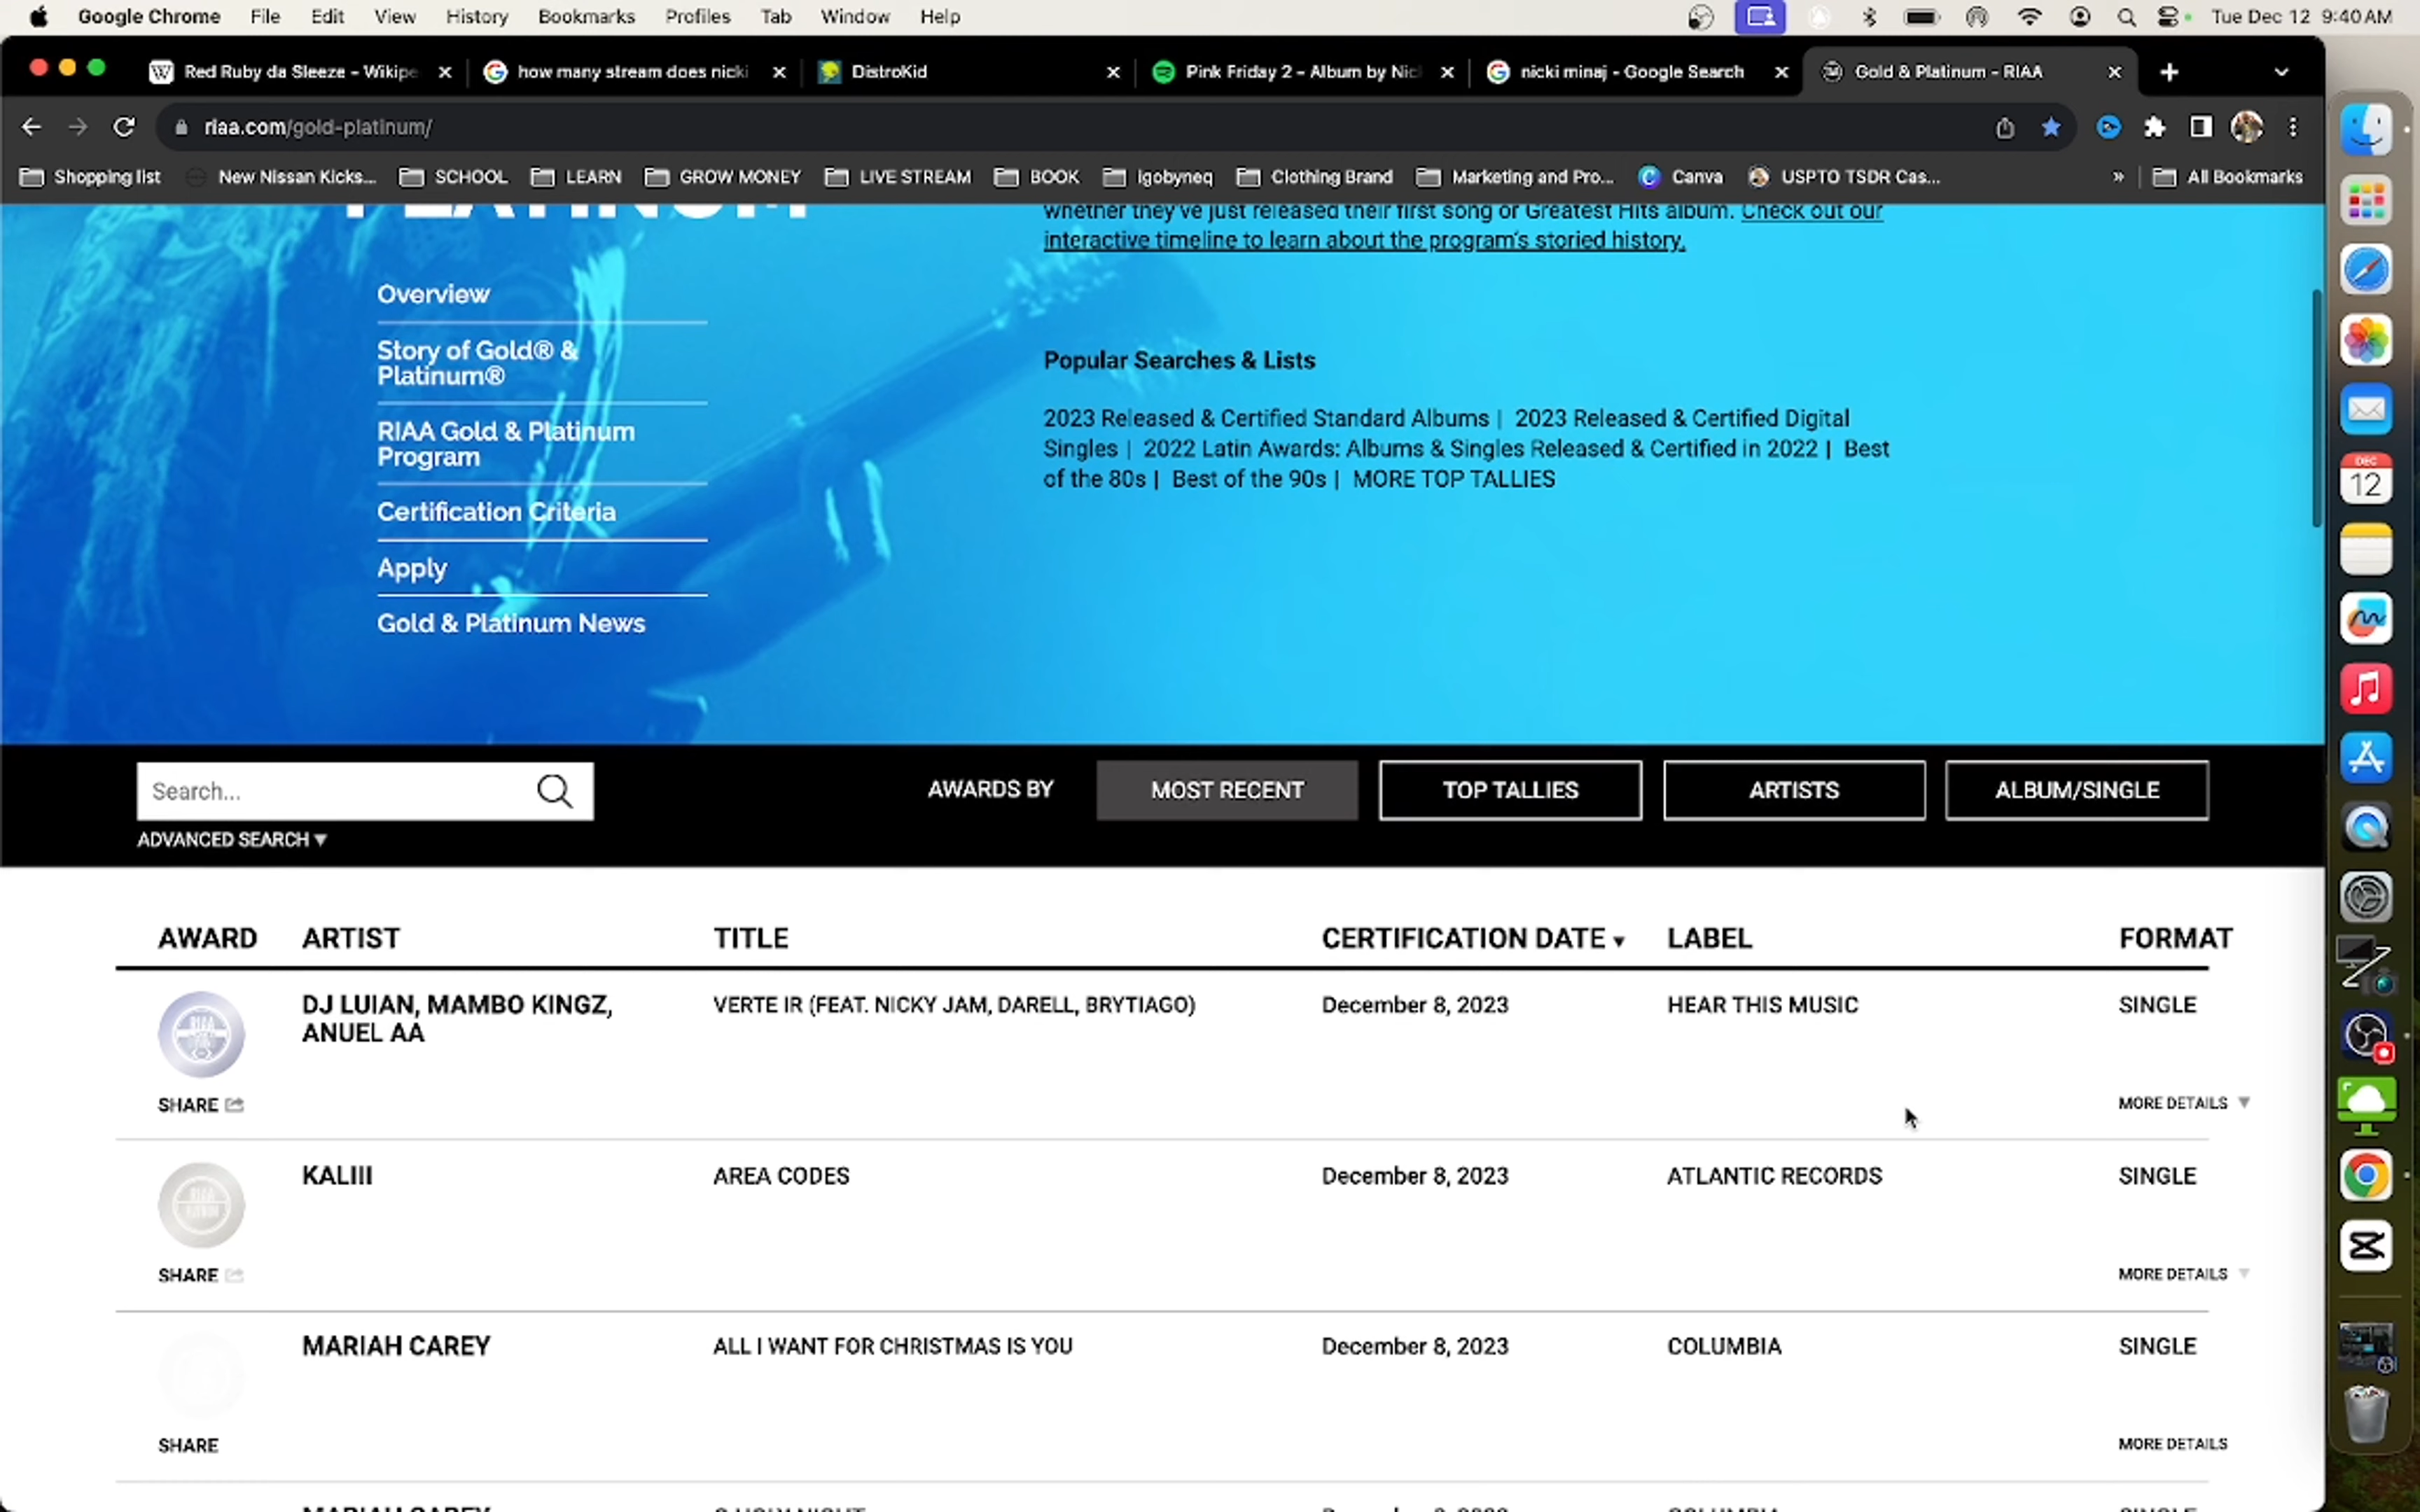 Google Chrome File Edit View History Bookmarks Profiles Tab Window Help Tue Dec 12 9:40 AM
Red Ruby da Sleeze - Wikipe how many stream does nicki DistroKid Pink Friday 2 - Album by Nic nicki minaj - Google Search Gold & Platinum - RIAA
riaa.com/gold-platinum/
Shopping list New Nissan Kicks... SCHOOL LEARN GROW MONEY LIVE STREAM BOOK Igobyneq Clothing Brand Marketing and Pro... Canva USPTO TSDR Cas... » All Bookmarks
PLATINUM
whether they've just released their first song or Greatest Hits album. Check out our
interactive timeline to learn about the program's storied history.
Overview
Story of Gold® &
Platinum®
RIAA Gold & Platinum
Program
Certification Criteria
Apply
Gold & Platinum News
Popular Searches & Lists
2023 Released & Certified Standard Albums | 2023 Released & Certified Digital
Singles | 2022 Latin Awards: Albums & Singles Released & Certified in 2022 | Best
of the 80s | Best of the 90s | MORE TOP TALLIES
DEC
12
Search... AWARDS BY MOST RECENT TOP TALLIES ARTISTS ALBUM/SINGLE
ADVANCED SEARCH ▼
AWARD ARTIST TITLE CERTIFICATION DATE ▼ LABEL FORMAT
DJ LUIAN, MAMBO KINGZ, VERTE IR (FEAT. NICKY JAM, DARELL, BRYTIAGO) December 8, 2023 HEAR THIS MUSIC SINGLE
ANUEL AA
SHARE MORE DETAILS ▼
KALIII AREA CODES December 8, 2023 ATLANTIC RECORDS SINGLE
SHARE MORE DETAILS ▼
MARIAH CAREY ALL I WANT FOR CHRISTMAS IS YOU December 8, 2023 COLUMBIA SINGLE
SHARE MORE DETAILS